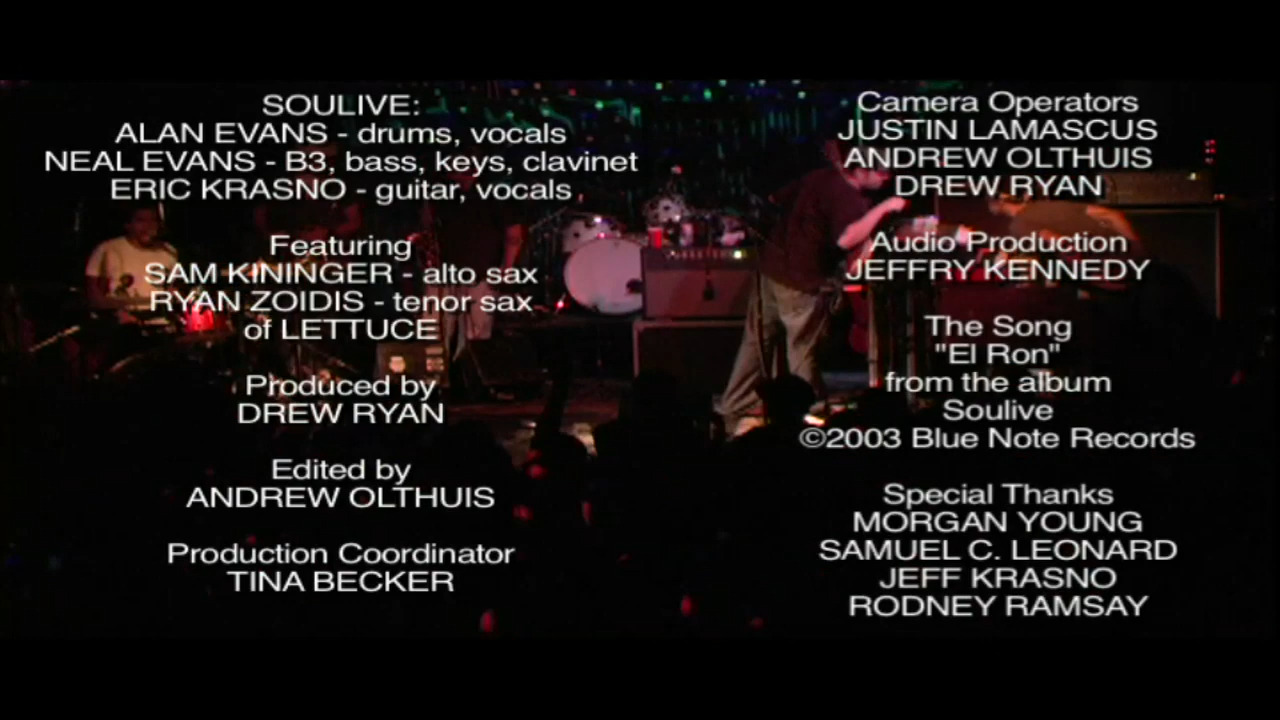 SOULIVE:
ALAN EVANS - drums, vocals
NEAL EVANS - B3, bass, keys, clavinet
ERIC KRASNO - guitar, vocals
Featuring
SAM KININGER - alto sax
RYAN ZOIDIS - tenor sax
of LETTUCE
Produced by
DREW RYAN
Edited by
ANDREW OLTHUIS
Production Coordinator
TINA BECKER
Camera Operators
JUSTIN LAMASCUS
ANDREW OLTHUIS
DREW RYAN
Audio Production
JEFFRY KENNEDY
The Song
"El Ron"
from the album
Soulive
©2003 Blue Note Records
Special Thanks
MORGAN YOUNG
SAMUEL C. LEONARD
JEFF KRASNO
RODNEY RAMSAY